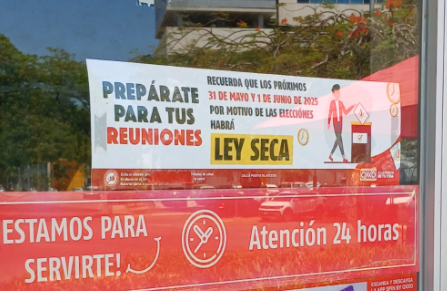 PREPÁRATE
PARA TUS
REUNIONES
RECUERDA QUE LOS PRÓXIMOS
31 DE MAYO Y 1 DE JUNIO DE 2025
POR MOTIVO DE LAS ELECCIÓNES
HABRÁ
LEY SECA
ESTAMOS PARA
SERVIRTE!
Atención 24 horas